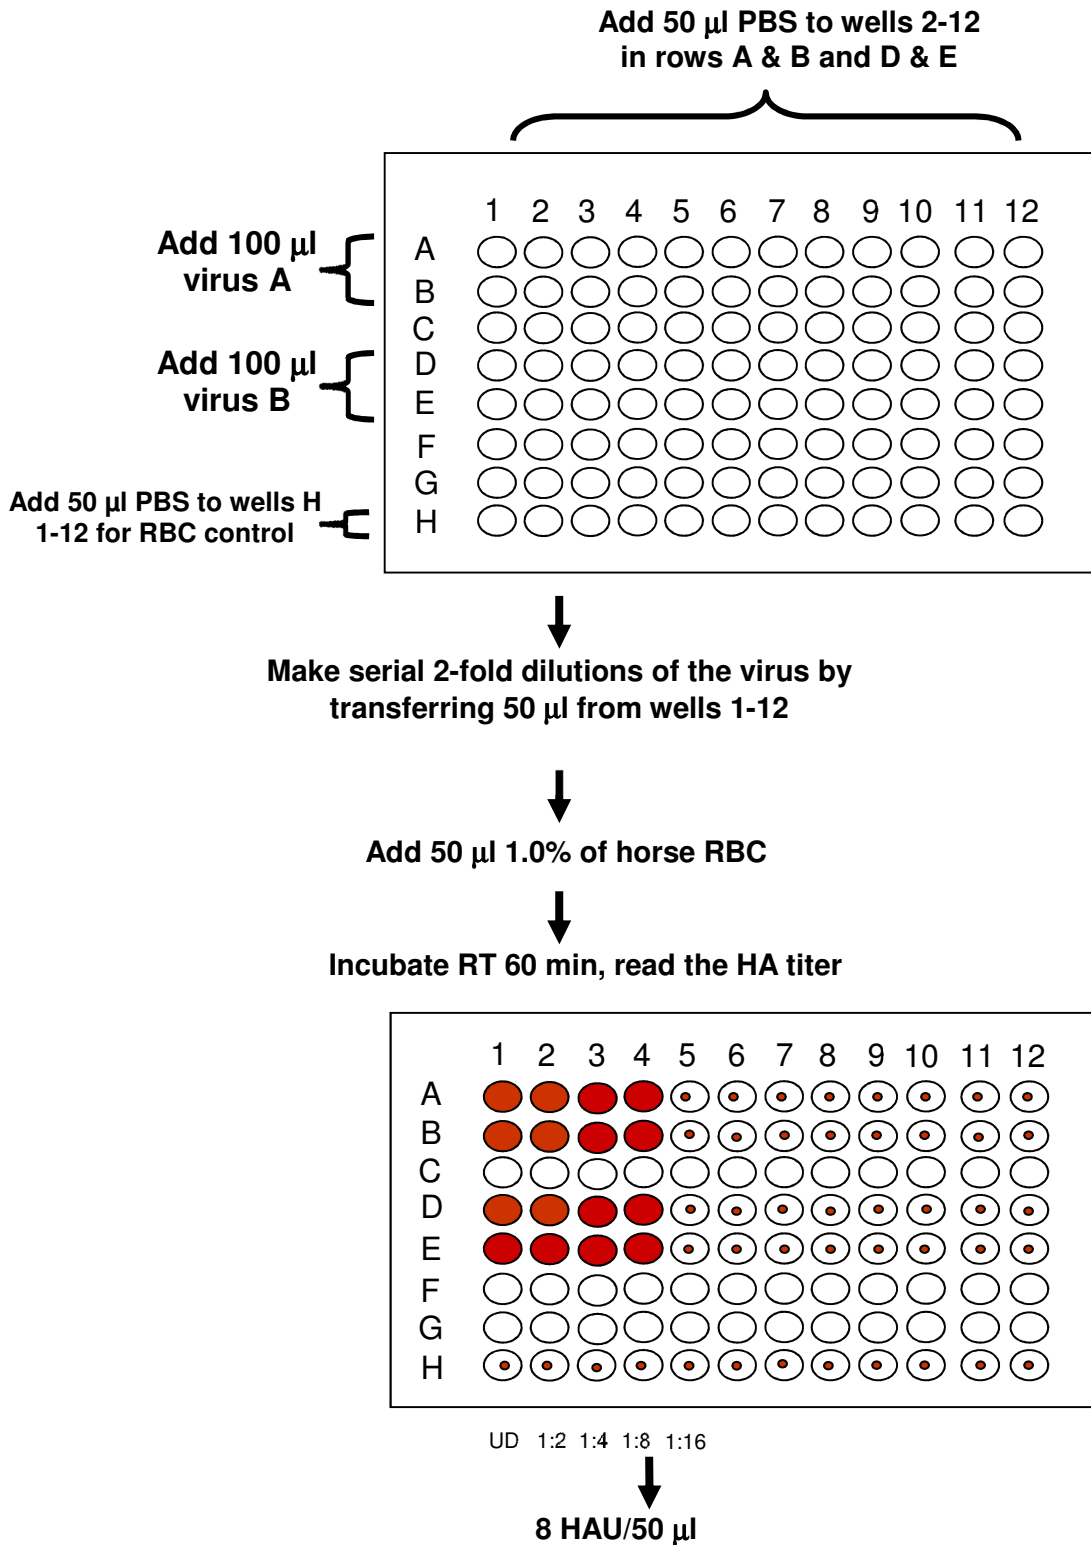 Add 50 µl PBS to wells 2-12
in rows A & B and D & E
1 2 3 4 5 6 7 8 9 10 11 12
Add 100 µl
virus A
A
B
C
Add 100 µl
virus B
D
E
F
G
Add 50 µl PBS to wells H
1-12 for RBC control
H
Make serial 2-fold dilutions of the virus by
transferring 50 µl from wells 1-12
Add 50 µl 1.0% of horse RBC
Incubate RT 60 min, read the HA titer
1 2 3 4 5 6 7 8 9 10 11 12
A
B
C
D
E
F
G
H
UD 1:2 1:4 1:8 1:16
8 HAU/50 µl